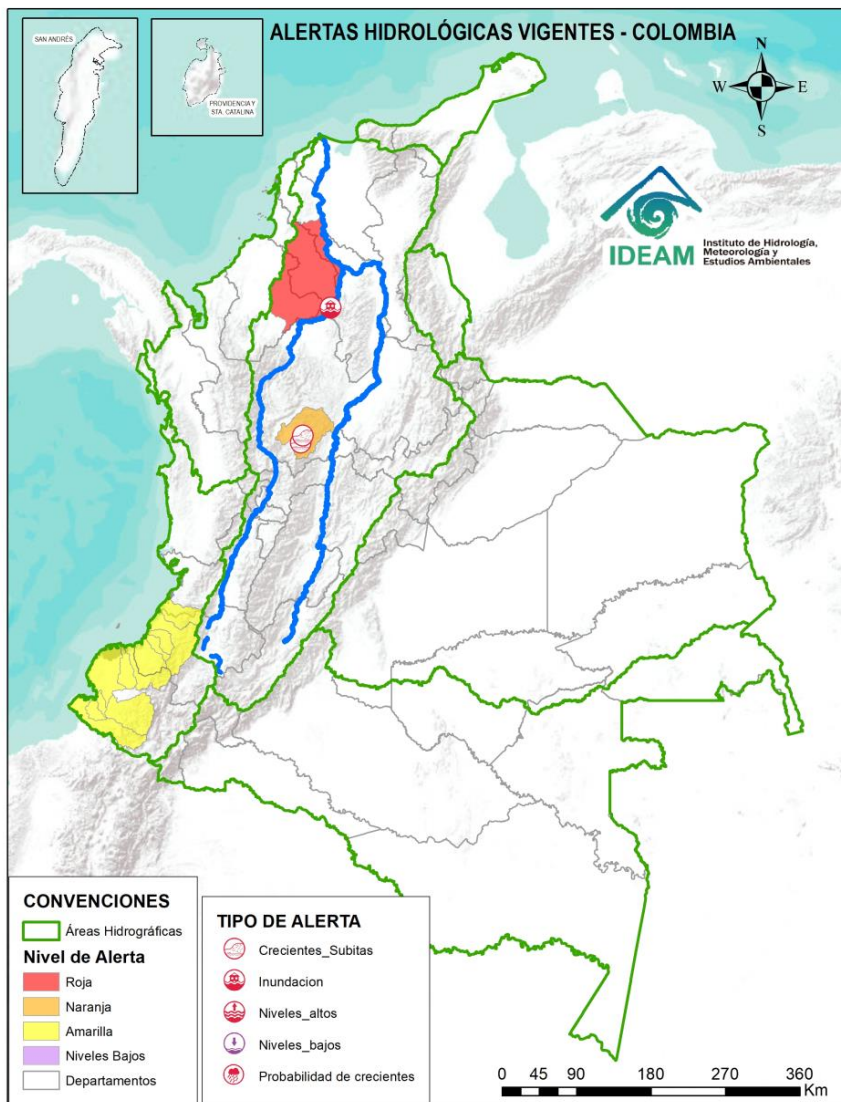 ALERTAS HIDROLÓGICAS VIGENTES - COLOMBIA
SAN ANDRÉS
PROVIDENCIA Y
STA. CATALINA
N
W
E
S
IDEAM
Instituto de Hidrología,
Meteorología y
Estudios Ambientales
CONVENCIONES
Áreas Hidrográficas
Nivel de Alerta
Roja
Naranja
Amarilla
Niveles Bajos
Departamentos
TIPO DE ALERTA
Crecientes_Subitas
Inundacion
Niveles_altos
Niveles_bajos
Probabilidad de crecientes
0 45 90 180 270 360
Km